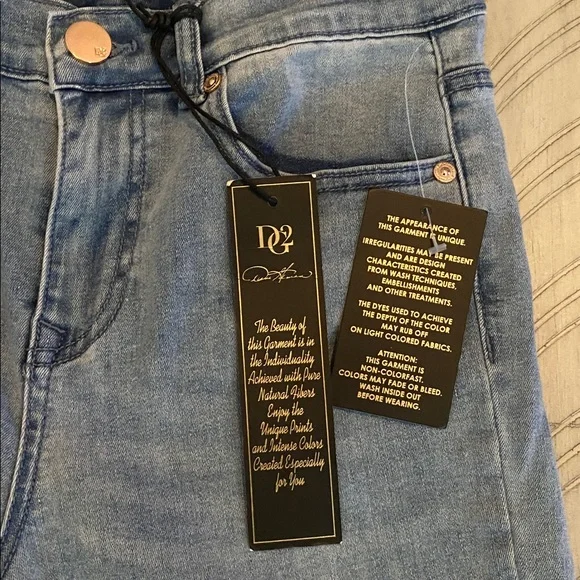 DG2
The Beauty of
this Garment is in
the Individuality
Achieved with Pure
Natural Fibers
Enjoy the
Unique Prints
and Intense Colors
Created Especially
for You
THE APPEARANCE OF
THIS GARMENT IS UNIQUE.
IRREGULARITIES MAY BE PRESENT
AND ARE DESIGN
CHARACTERISTICS CREATED
FROM WASH TECHNIQUES,
EMBELLISHMENTS
AND OTHER TREATMENTS.
THE DYES USED TO ACHIEVE
THE DEPTH OF THE COLOR
MAY RUB OFF
ON LIGHT COLORED FABRICS.
ATTENTION:
THIS GARMENT IS
NON-COLORFAST.
COLORS MAY FADE OR BLEED.
WASH INSIDE OUT
BEFORE WEARING.